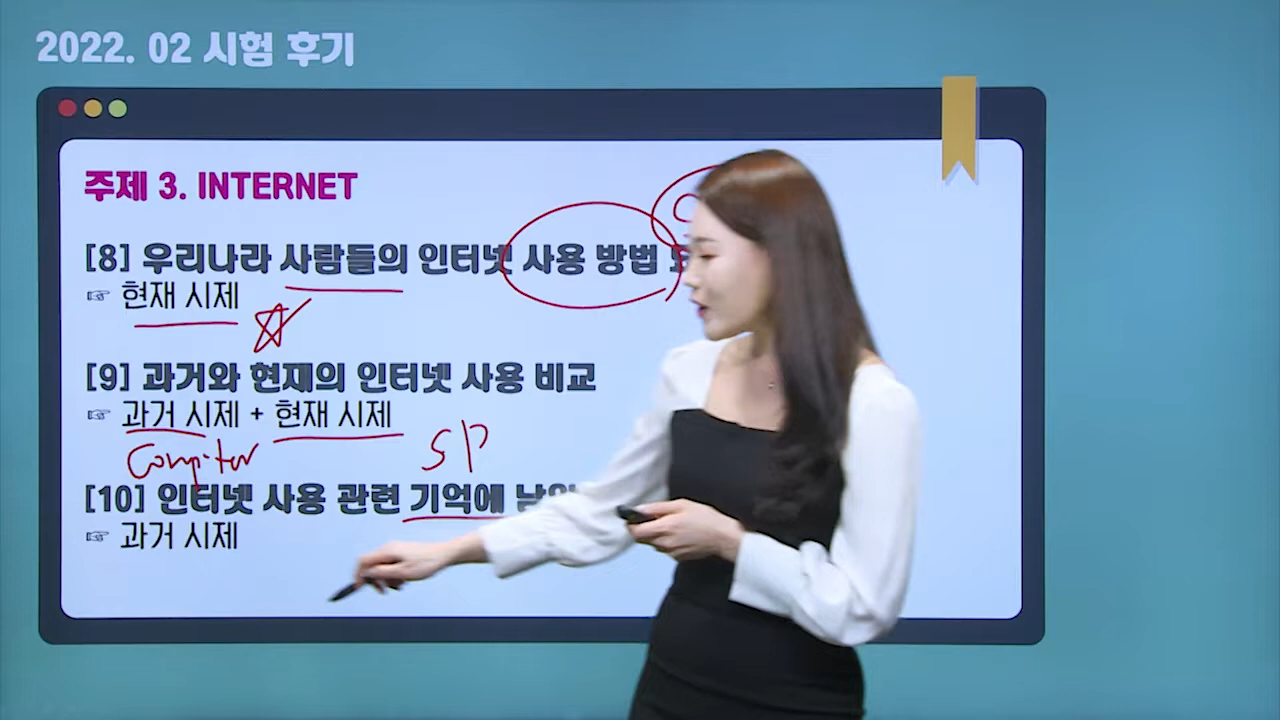 2022. 02 시험 후기
주제 3. INTERNET
[8] 우리나라 사람들의 인터넷 사용 방법
☞ 현재 시제
[9] 과거와 현재의 인터넷 사용 비교
☞ 과거 시제 + 현재 시제
SP
[10] 인터넷 사용 관련 기억에
☞ 과거 시제